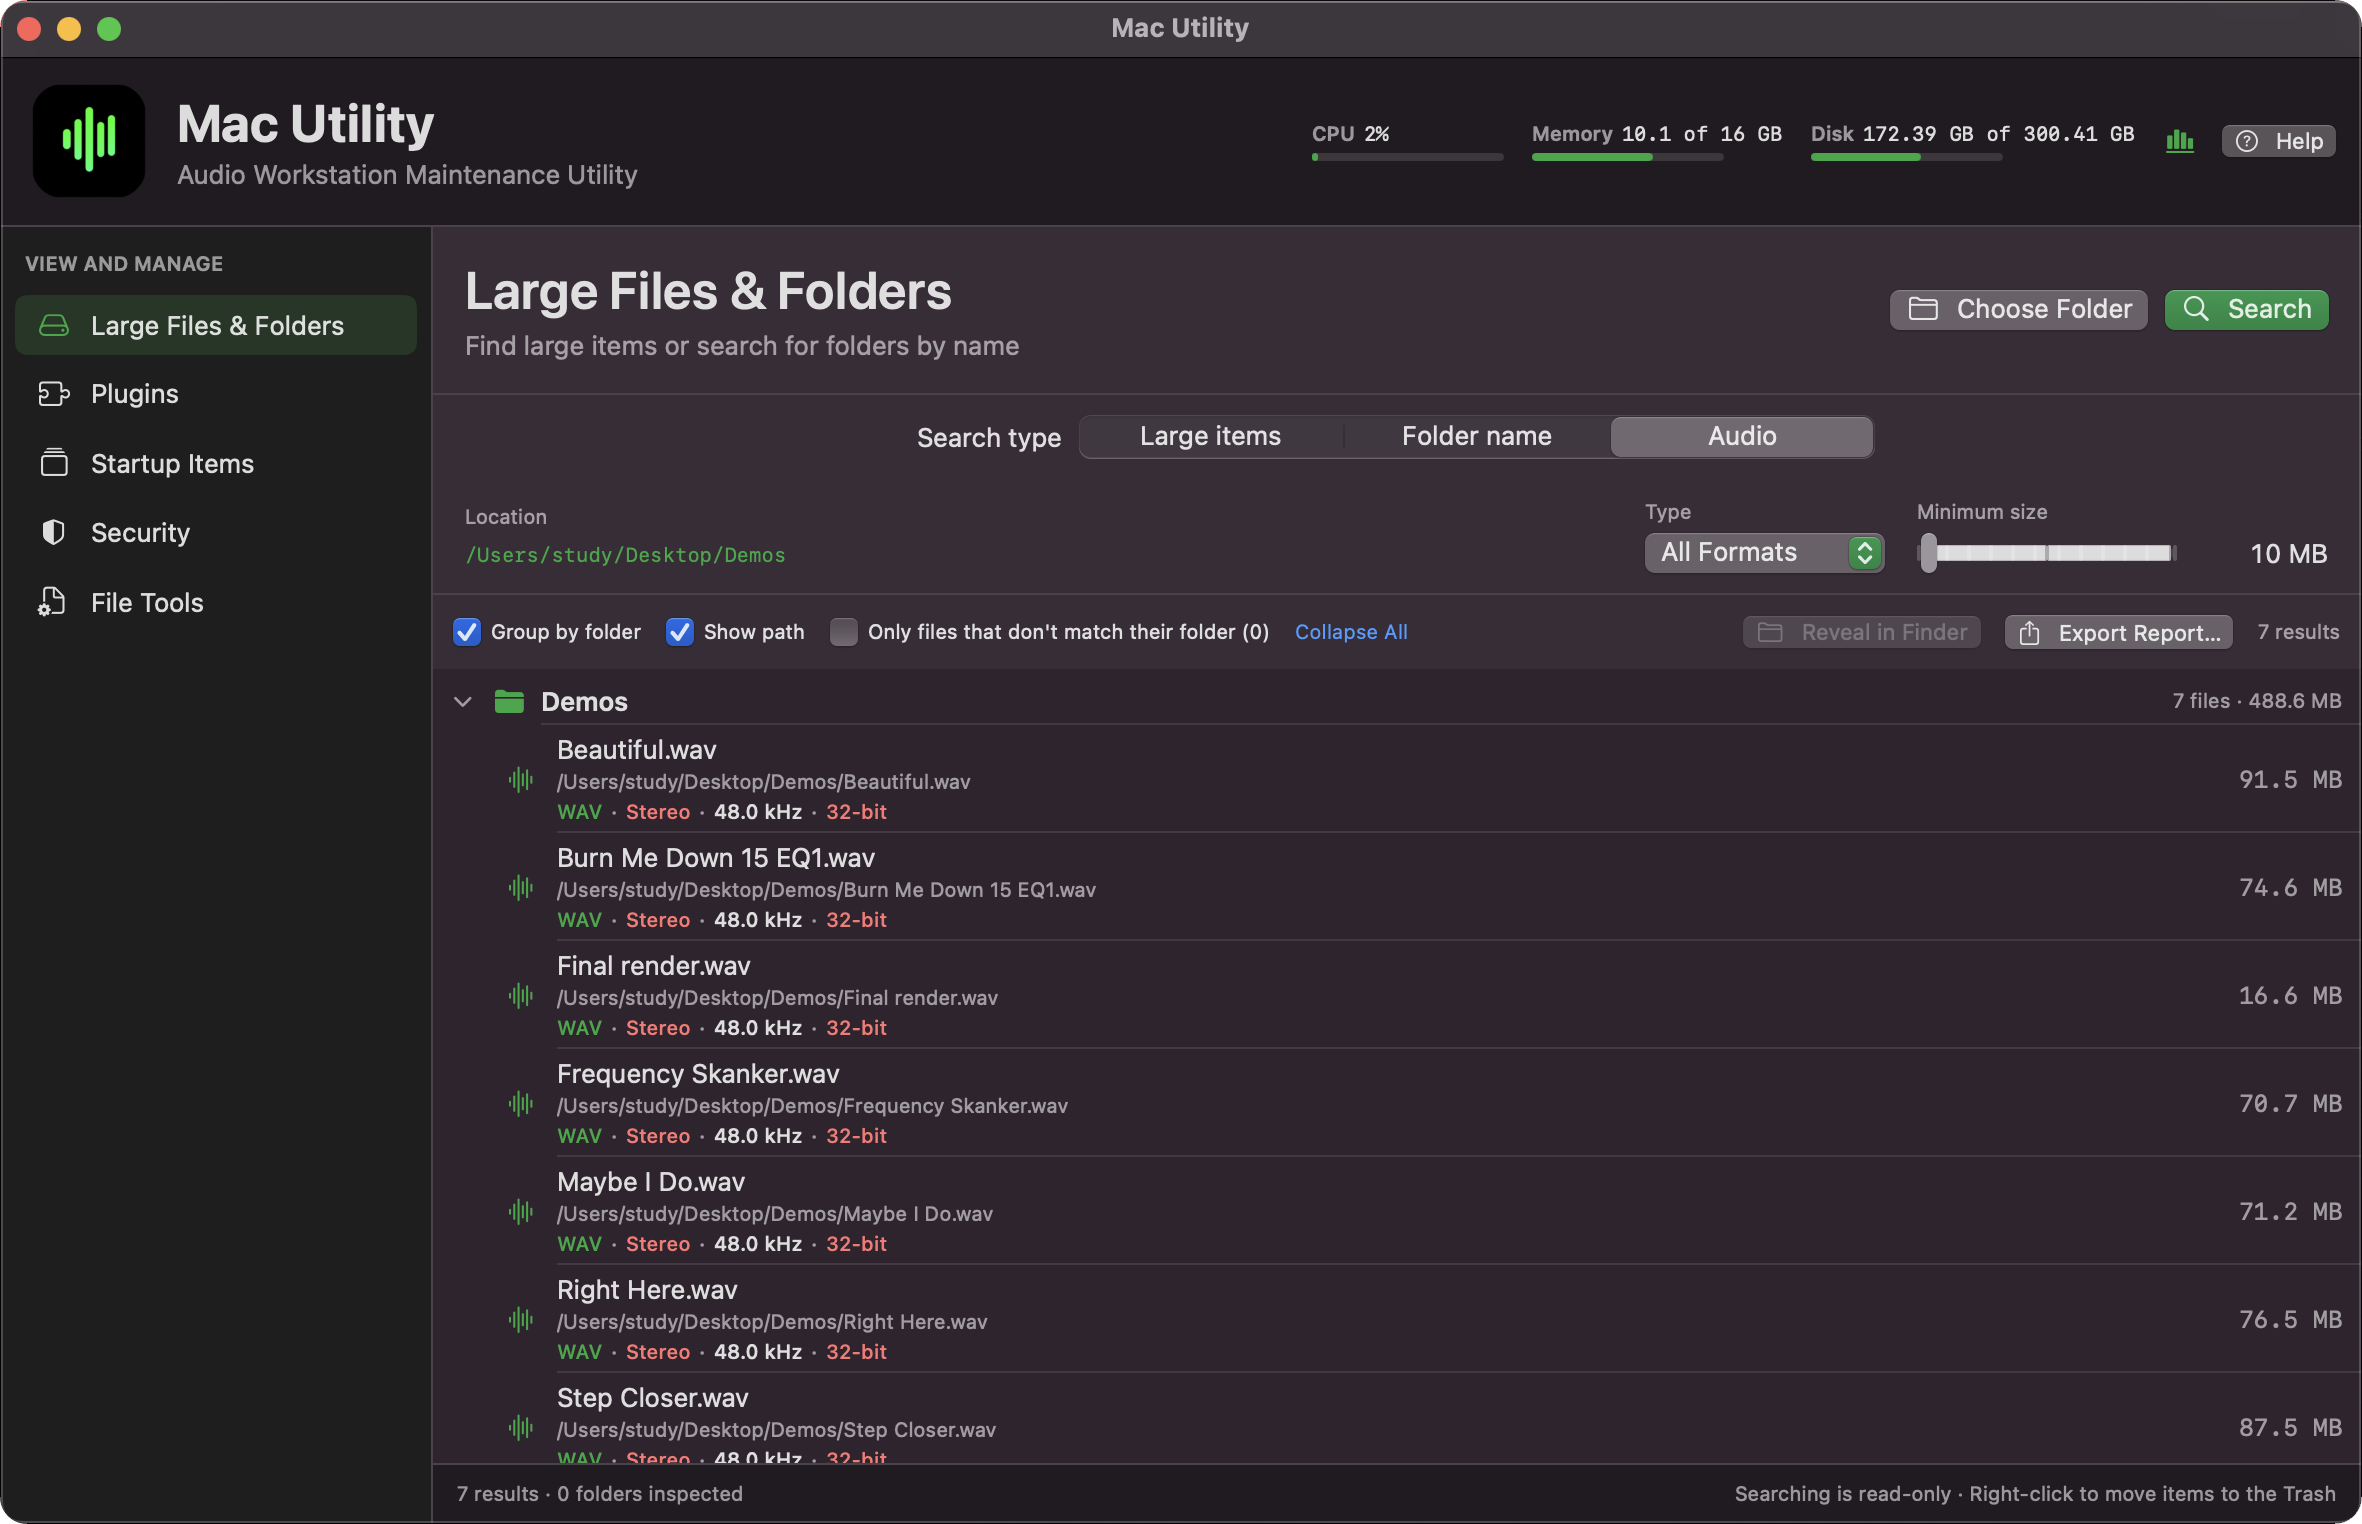 Mac Utility
Mac Utility
Audio Workstation Maintenance Utility
CPU 2%
Memory 10.1 of 16 GB
Disk 172.39 GB of 300.41 GB
Help
VIEW AND MANAGE
Large Files & Folders
Plugins
Startup Items
Security
File Tools
Large Files & Folders
Find large items or search for folders by name
Choose Folder
Search
Search type
Large items
Folder name
Audio
Location
/Users/study/Desktop/Demos
Type
All Formats
Minimum size
10 MB
Group by folder
Show path
Only files that don't match their folder (0)
Collapse All
Reveal in Finder
Export Report...
7 results
Demos
7 files · 488.6 MB
Beautiful.wav
/Users/study/Desktop/Demos/Beautiful.wav
WAV · Stereo · 48.0 kHz · 32-bit
91.5 MB
Burn Me Down 15 EQ1.wav
/Users/study/Desktop/Demos/Burn Me Down 15 EQ1.wav
WAV · Stereo · 48.0 kHz · 32-bit
74.6 MB
Final render.wav
/Users/study/Desktop/Demos/Final render.wav
WAV · Stereo · 48.0 kHz · 32-bit
16.6 MB
Frequency Skanker.wav
/Users/study/Desktop/Demos/Frequency Skanker.wav
WAV · Stereo · 48.0 kHz · 32-bit
70.7 MB
Maybe I Do.wav
/Users/study/Desktop/Demos/Maybe I Do.wav
WAV · Stereo · 48.0 kHz · 32-bit
71.2 MB
Right Here.wav
/Users/study/Desktop/Demos/Right Here.wav
WAV · Stereo · 48.0 kHz · 32-bit
76.5 MB
Step Closer.wav
/Users/study/Desktop/Demos/Step Closer.wav
WAV · Stereo · 48.0 kHz · 32-bit
87.5 MB
7 results · 0 folders inspected
Searching is read-only · Right-click to move items to the Trash